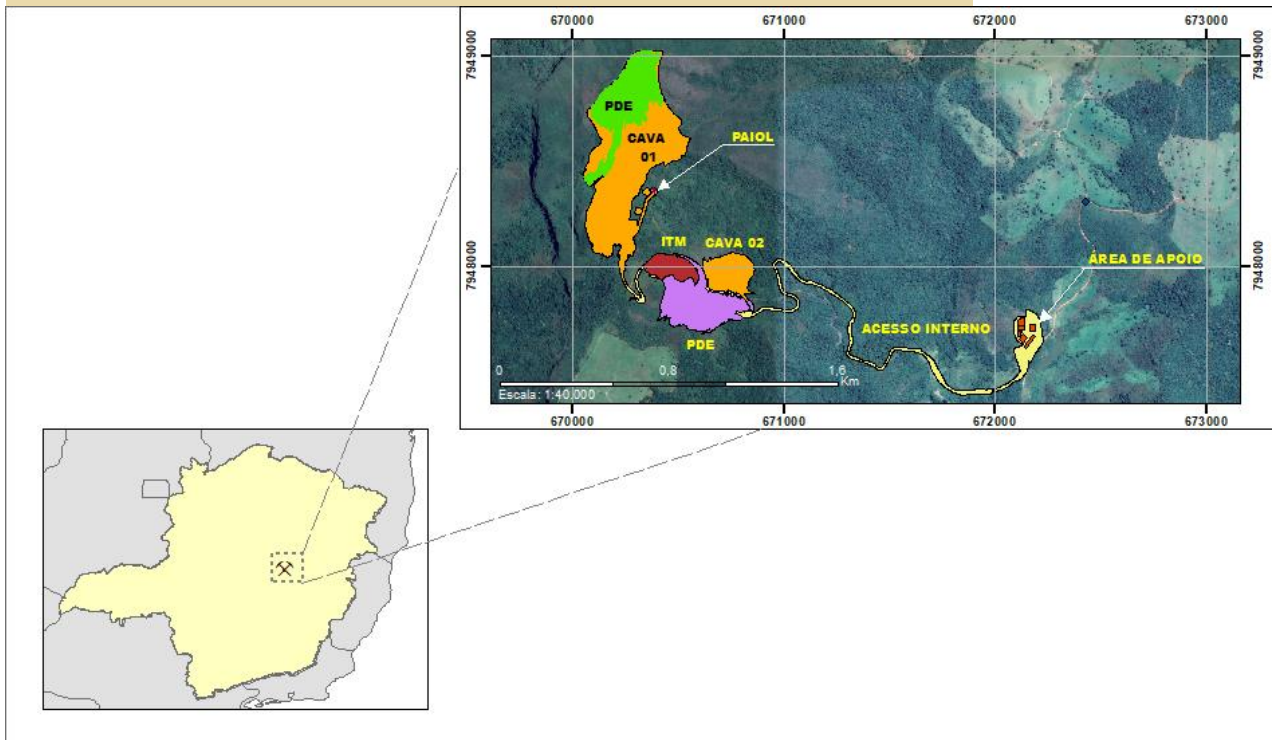 670000 671000 672000 673000
7949000 7949000
PDE
CAVA
01
PAIOL
ITM CAVA 02
7948000 7948000
ÁREA DE APOIO
ACESSO INTERNO
PDE
0 0,8 1,6
Km
Escala: 1:40.000
670000 671000 672000 673000